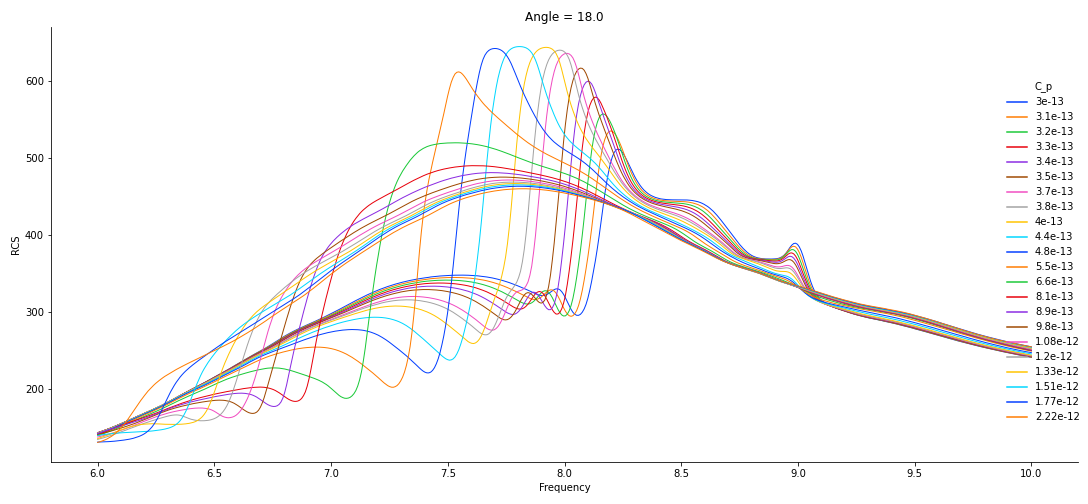 Angle = 18.0
RCS
600
500
400
300
200
6.0 6.5 7.0 7.5 8.0 8.5 9.0 9.5 10.0
Frequency
C_p
3e-13
3.1e-13
3.2e-13
3.3e-13
3.4e-13
3.5e-13
3.7e-13
3.8e-13
4e-13
4.4e-13
4.8e-13
5.5e-13
6.6e-13
8.1e-13
8.9e-13
9.8e-13
1.08e-12
1.2e-12
1.33e-12
1.51e-12
1.77e-12
2.22e-12